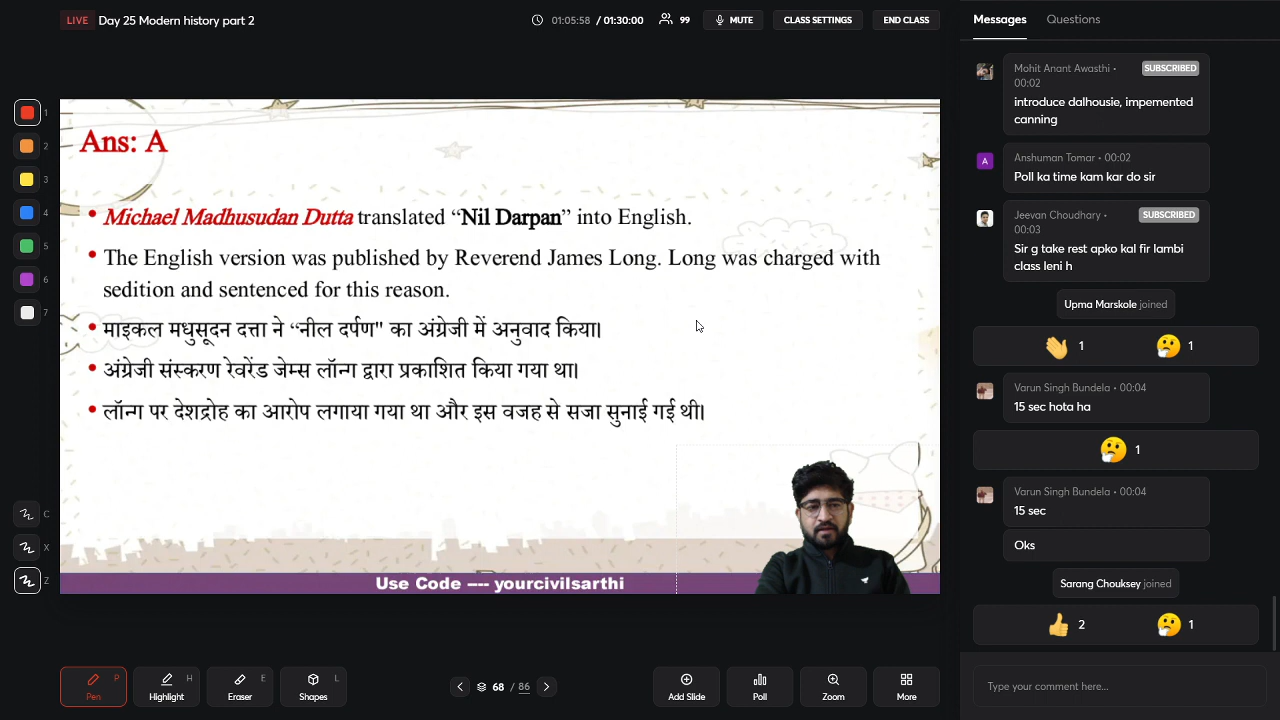 LIVE Day 25 Modern history part 2
01:05:58 / 01:30:00 99 MUTE CLASS SETTINGS END CLASS
1
2
3
4
5
6
7
C
X
Z
Ans: A
• Michael Madhusudan Dutta translated “Nil Darpan” into English.
• The English version was published by Reverend James Long. Long was charged with
sedition and sentenced for this reason.
• माइकल मधुसूदन दत्ता ने “नील दर्पण" का अंग्रेजी में अनुवाद किया।
• अंग्रेजी संस्करण रेवरेंड जेम्स लॉन्ग द्वारा प्रकाशित किया गया था।
• लॉन्ग पर देशद्रोह का आरोप लगाया गया था और इस वजह से सजा सुनाई गई थी।
Use Code ---- yourcivilsarthi
P H E L
Pen Highlight Eraser Shapes
68 / 86
Add Slide Poll Zoom More
Messages Questions
Mohit Anant Awasthi • SUBSCRIBED
00:02
introduce dalhousie, impemented
canning
A
Anshuman Tomar • 00:02
Poll ka time kam kar do sir
Jeevan Choudhary • SUBSCRIBED
00:03
Sir g take rest apko kal fir lambi
class leni h
Upma Marskole joined
1 1
Varun Singh Bundela • 00:04
15 sec hota ha
1
Varun Singh Bundela • 00:04
15 sec
Oks
Sarang Chouksey joined
2 1
Type your comment here...